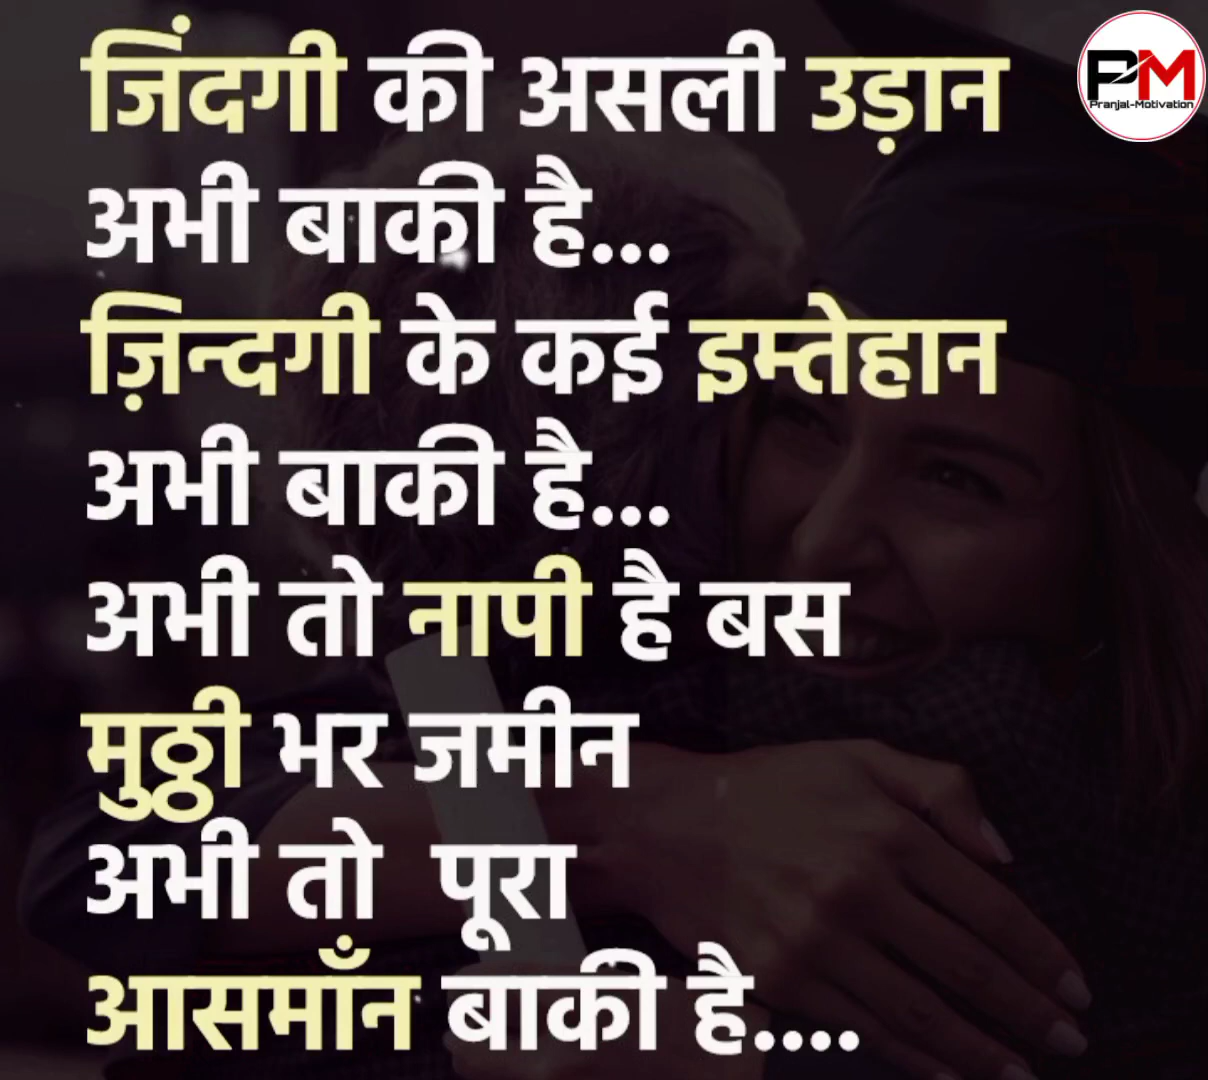 जिंदगी की असली उड़ान
अभी बाकी है...
ज़िन्दगी के कई इम्तेहान
अभी बाकी है...
अभी तो नापी है बस
मुठ्ठी भर जमीन
अभी तो पूरा
आसमाँन बाकी है....
PM
Pranjal-Motivation